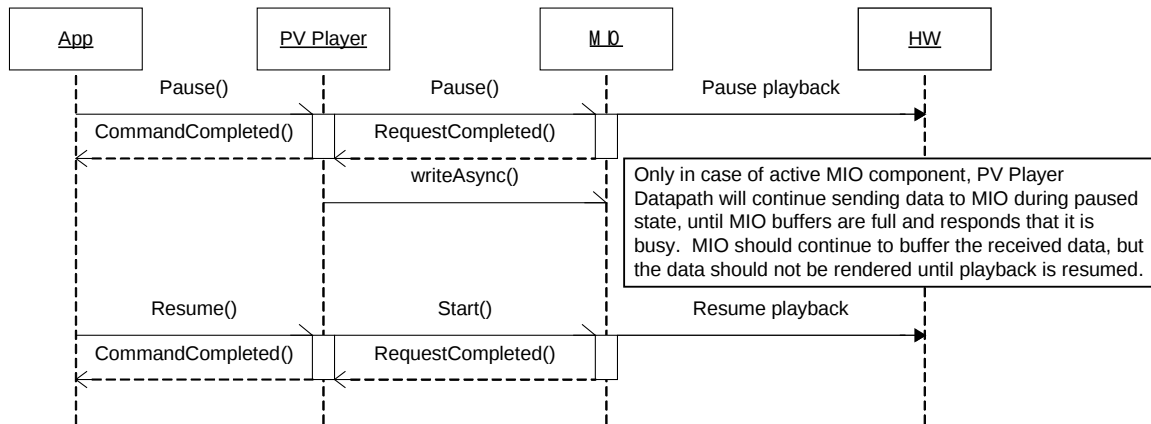 App PV Player MIO HW
Pause() Pause() Pause playback
CommandCompleted() RequestCompleted()
writeAsync()
Only in case of active MIO component, PV Player
Datapath will continue sending data to MIO during paused
state, until MIO buffers are full and responds that it is
busy.  MIO should continue to buffer the received data, but
the data should not be rendered until playback is resumed.
Resume() Start() Resume playback
CommandCompleted() RequestCompleted()